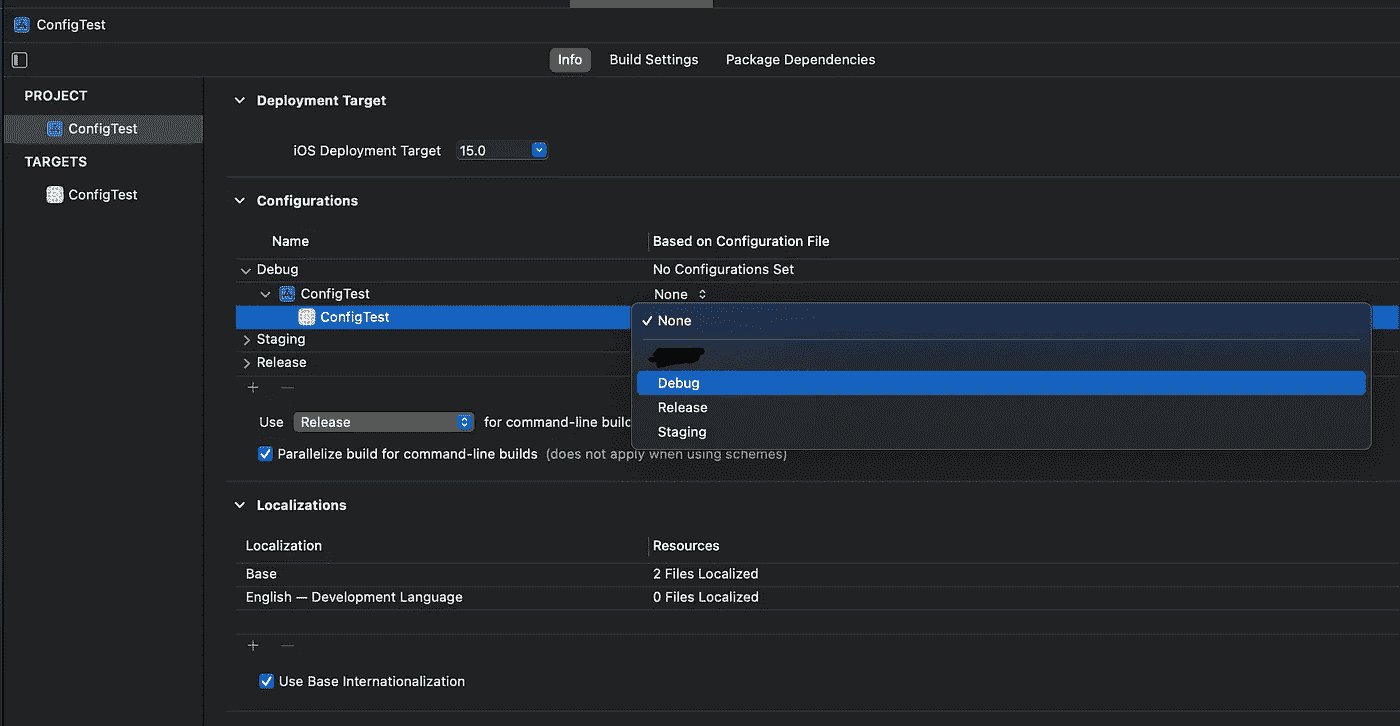 ConfigTest
Info Build Settings Package Dependencies
PROJECT
ConfigTest
TARGETS
ConfigTest
Deployment Target
iOS Deployment Target 15.0
Configurations
Name Based on Configuration File
Debug No Configurations Set
ConfigTest None
ConfigTest
None
Staging
Release
Debug
Release
Staging
Use Release for command-line
Parallelize build for command-line builds (does not apply when using schemes)
Localizations
Localization Resources
Base 2 Files Localized
English — Development Language 0 Files Localized
Use Base Internationalization